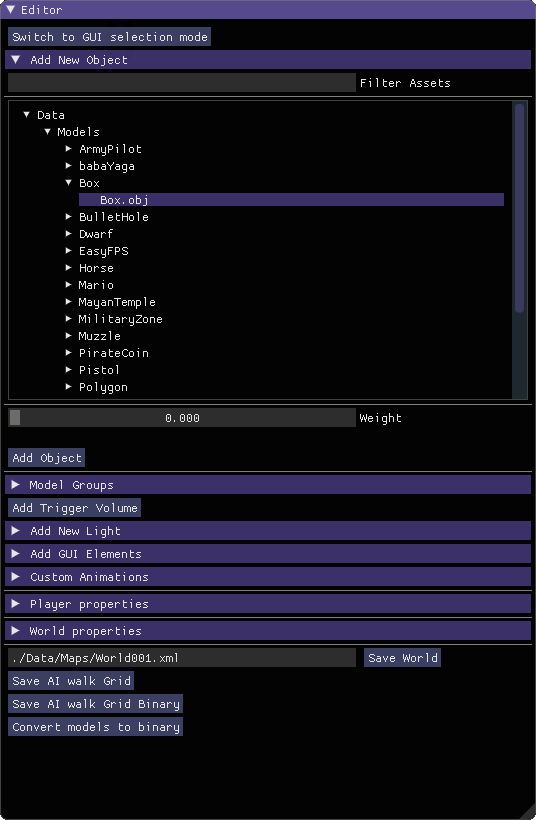 Editor
Switch to GUI selection mode
Add New Object
Filter Assets
Data
Models
ArmyPilot
babaYaga
Box
Box.obj
BulletHole
Dwarf
EasyFPS
Horse
Mario
MayanTemple
MilitaryZone
Muzzle
PirateCoin
Pistol
Polygon
0.000 Weight
Add Object
Model Groups
Add Trigger Volume
Add New Light
Add GUI Elements
Custom Animations
Player properties
World properties
./Data/Maps/World001.xml Save World
Save AI walk Grid
Save AI walk Grid Binary
Convert models to binary